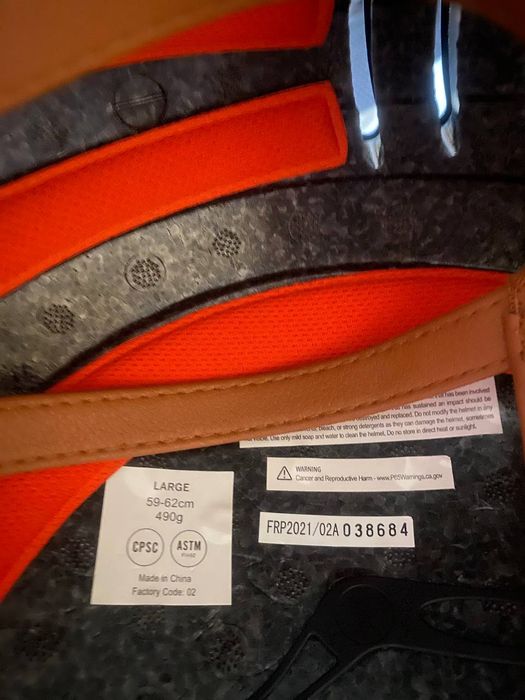 has been involved
has sustained an impact should be
and replaced. Do not modify the helmet in any
bleach, or strong detergents as they can damage the helmet, sometimes
Use only mild soap and water to clean the helmet. Do no store in direct heat or sunlight.
WARNING
Cancer and Reproductive Harm - www.P65Warnings.ca.gov
LARGE
59-62cm
490g
CPSC
ASTM
FRP2021/02A 038684
Made in China
Factory Code: 02